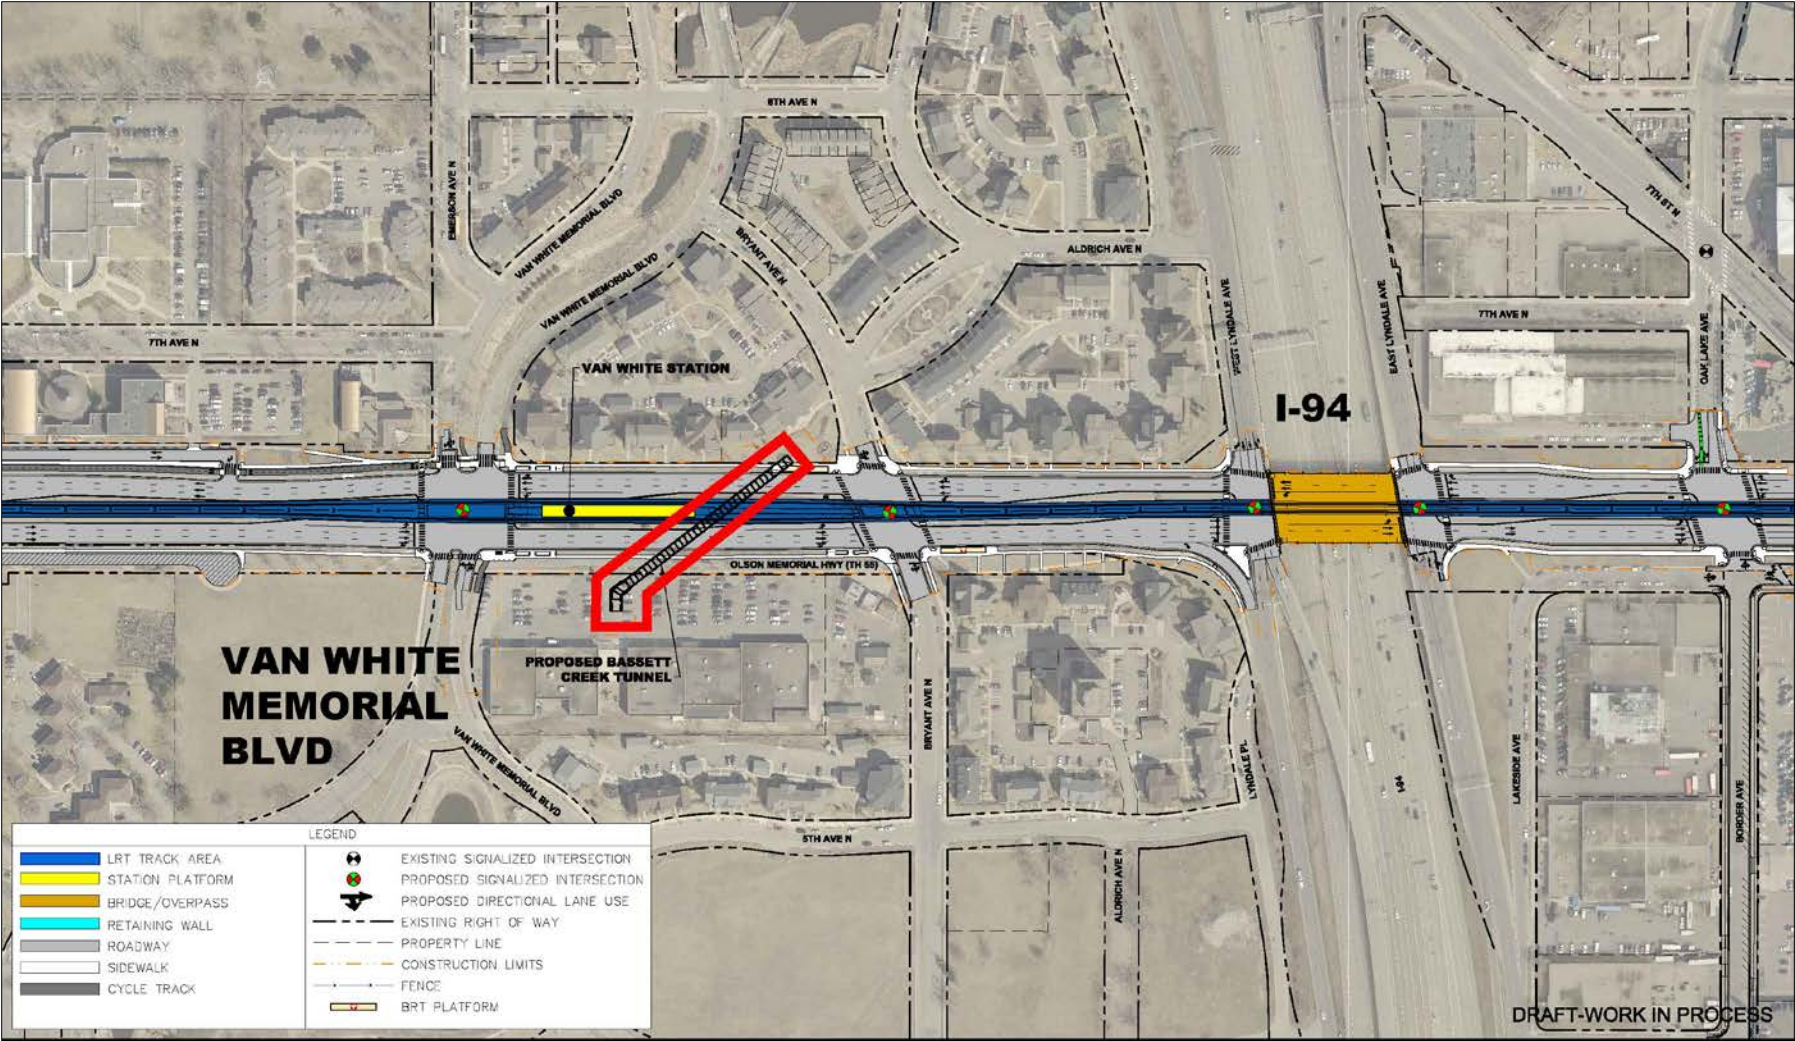 8TH AVE N
EMERSON AVE N
VAN WHITE MEMORIAL BLVD
VAN WHITE MEMORIAL BLVD
BRYANT AVE N
ALDRICH AVE N
7TH ST N
7TH AVE N
WEST LYNDALE AVE
EAST LYNDALE AVE
7TH AVE N
OAK LAKE AVE
VAN WHITE STATION
I-94
OLSON MEMORIAL HWY (TH 55)
VAN WHITE
MEMORIAL
BLVD
PROPOSED BASSETT
CREEK TUNNEL
VAN WHITE MEMORIAL BLVD
BRYANT AVE N
LYNDALE PL
I-94
LAKESIDE AVE
BORDER AVE
5TH AVE N
ALDRICH AVE N
LEGEND
LRT TRACK AREA
STATION PLATFORM
BRIDGE/OVERPASS
RETAINING WALL
ROADWAY
SIDEWALK
CYCLE TRACK
EXISTING SIGNALIZED INTERSECTION
PROPOSED SIGNALIZED INTERSECTION
PROPOSED DIRECTIONAL LANE USE
EXISTING RIGHT OF WAY
PROPERTY LINE
CONSTRUCTION LIMITS
FENCE
BRT PLATFORM
DRAFT-WORK IN PROCESS